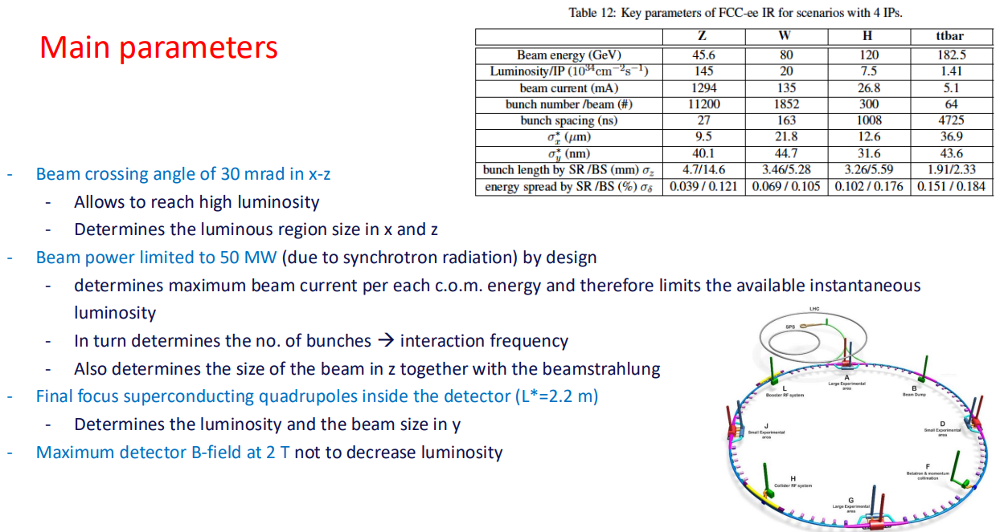 Main parameters
Table 12: Key parameters of FCC-ee IR for scenarios with 4 IPs.
Z W H ttbar
Beam energy (GeV) 45.6 80 120 182.5
Luminosity/IP (10³⁴cm⁻²s⁻¹) 145 20 7.5 1.41
beam current (mA) 1294 135 26.8 5.1
bunch number /beam (#) 11200 1852 300 64
bunch spacing (ns) 27 163 1008 4725
σ*ₓ (μm) 9.5 21.8 12.6 36.9
σ*_y (nm) 40.1 44.7 31.6 43.6
bunch length by SR /BS (mm) σ_z 4.7/14.6 3.46/5.28 3.26/5.59 1.91/2.33
energy spread by SR /BS (%) σ_δ 0.039 / 0.121 0.069 / 0.105 0.102 / 0.176 0.151 / 0.184
- Beam crossing angle of 30 mrad in x-z
- Allows to reach high luminosity
- Determines the luminous region size in x and z
- Beam power limited to 50 MW (due to synchrotron radiation) by design
- determines maximum beam current per each c.o.m. energy and therefore limits the available instantaneous
luminosity
- In turn determines the no. of bunches → interaction frequency
- Also determines the size of the beam in z together with the beamstrahlung
- Final focus superconducting quadrupoles inside the detector (L*=2.2 m)
- Determines the luminosity and the beam size in y
- Maximum detector B-field at 2 T not to decrease luminosity
LHC
SPS
A
Large Experimental
area
L
Booster RF system
B
Beam Dump
J
Small Experimental
area
D
Small Experimental
area
H
Collider RF system
F
Betatron & momentum
collimation
G
Large Experimental
area